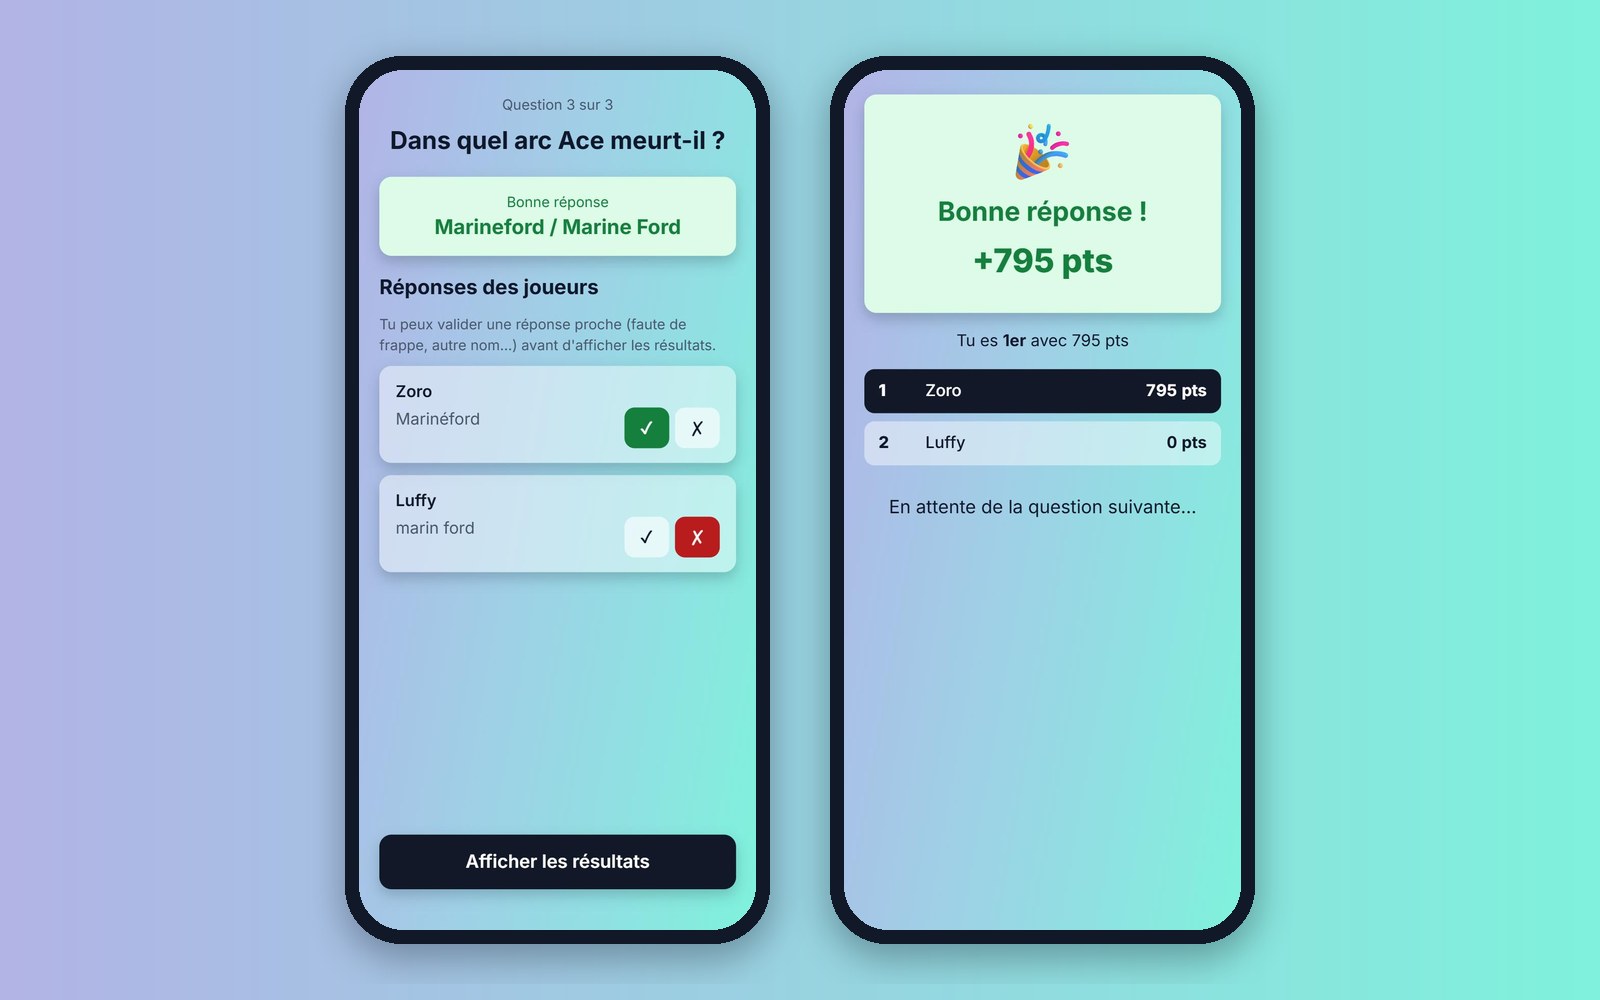 Question 3 sur 3
Dans quel arc Ace meurt-il ?
Bonne réponse
Marineford / Marine Ford
Réponses des joueurs
Tu peux valider une réponse proche (faute de
frappe, autre nom...) avant d'afficher les résultats.
Zoro
Marinéford
✓ ✗
Luffy
marin ford
✓ ✗
Afficher les résultats
Bonne réponse !
+795 pts
Tu es 1er avec 795 pts
1 Zoro 795 pts
2 Luffy 0 pts
En attente de la question suivante...